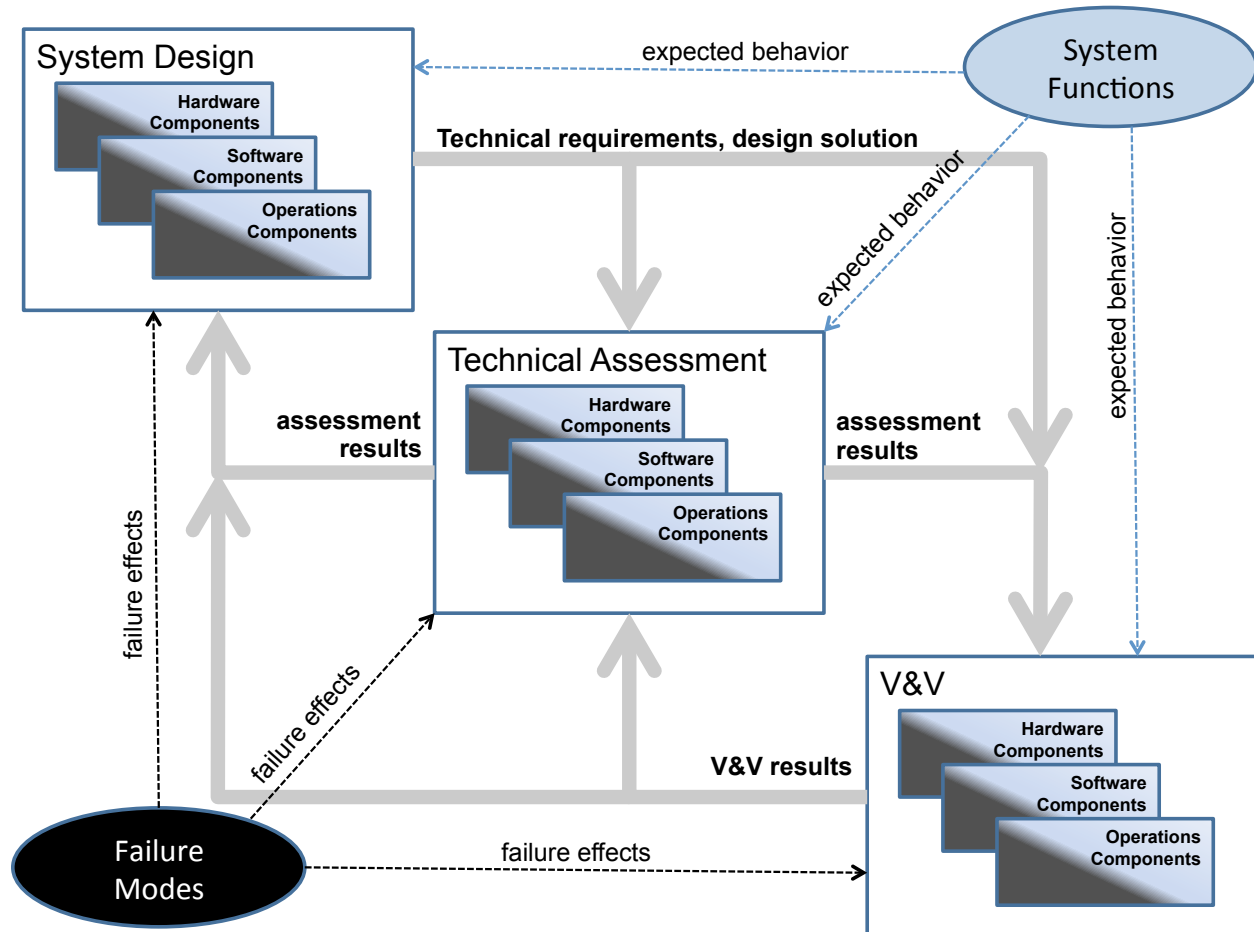 System Design
Hardware
Components
Software
Components
Operations
Components
expected behavior
System
Functions
Technical requirements, design solution
expected behavior
expected behavior
Technical Assessment
Hardware
Components
Software
Components
Operations
Components
assessment
results
assessment
results
failure effects
failure effects
V&V
Hardware
Components
Software
Components
Operations
Components
V&V results
Failure
Modes
failure effects